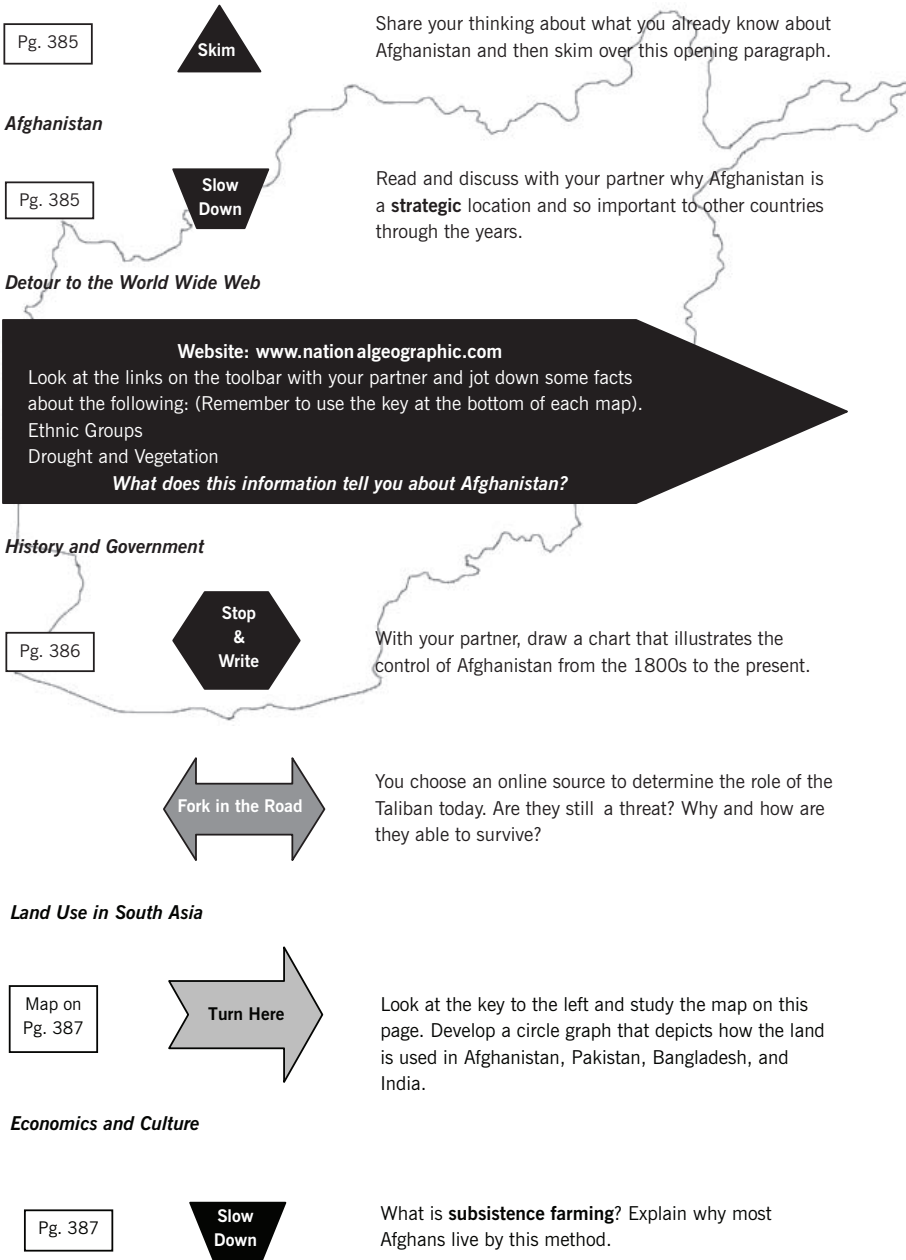 Pg. 385
Skim
Share your thinking about what you already know about
Afghanistan and then skim over this opening paragraph.
Afghanistan
Pg. 385
Slow
Down
Read and discuss with your partner why Afghanistan is
a strategic location and so important to other countries
through the years.
Detour to the World Wide Web
Website: www.nation algeographic.com
Look at the links on the toolbar with your partner and jot down some facts
about the following: (Remember to use the key at the bottom of each map).
Ethnic Groups
Drought and Vegetation
What does this information tell you about Afghanistan?
History and Government
Pg. 386
Stop
&
Write
With your partner, draw a chart that illustrates the
control of Afghanistan from the 1800s to the present.
Fork in the Road
You choose an online source to determine the role of the
Taliban today. Are they still a threat? Why and how are
they able to survive?
Land Use in South Asia
Map on
Pg. 387
Turn Here
Look at the key to the left and study the map on this
page. Develop a circle graph that depicts how the land
is used in Afghanistan, Pakistan, Bangladesh, and
India.
Economics and Culture
Pg. 387
Slow
Down
What is subsistence farming? Explain why most
Afghans live by this method.